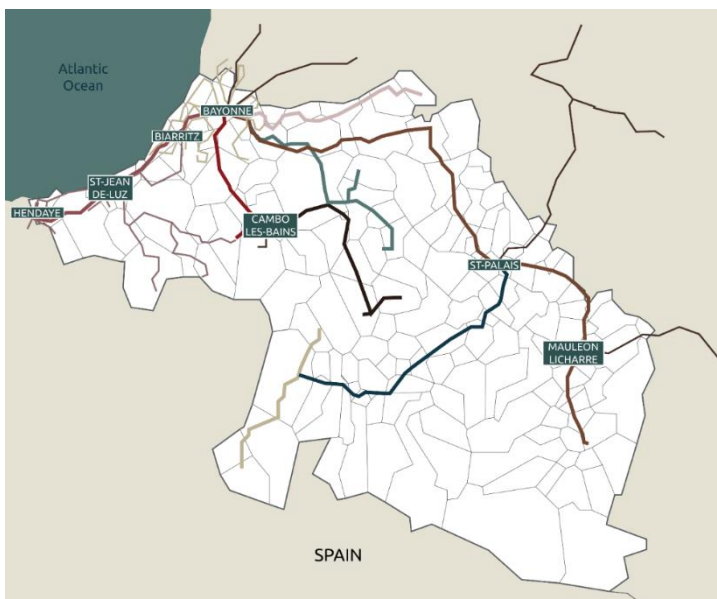 Atlantic
Ocean
BAYONNE
BIARRITZ
ST-JEAN
DE-LUZ
HENDAYE
CAMBO
LES-BAINS
ST-PALAIS
MAULEON
LICHARRE
SPAIN